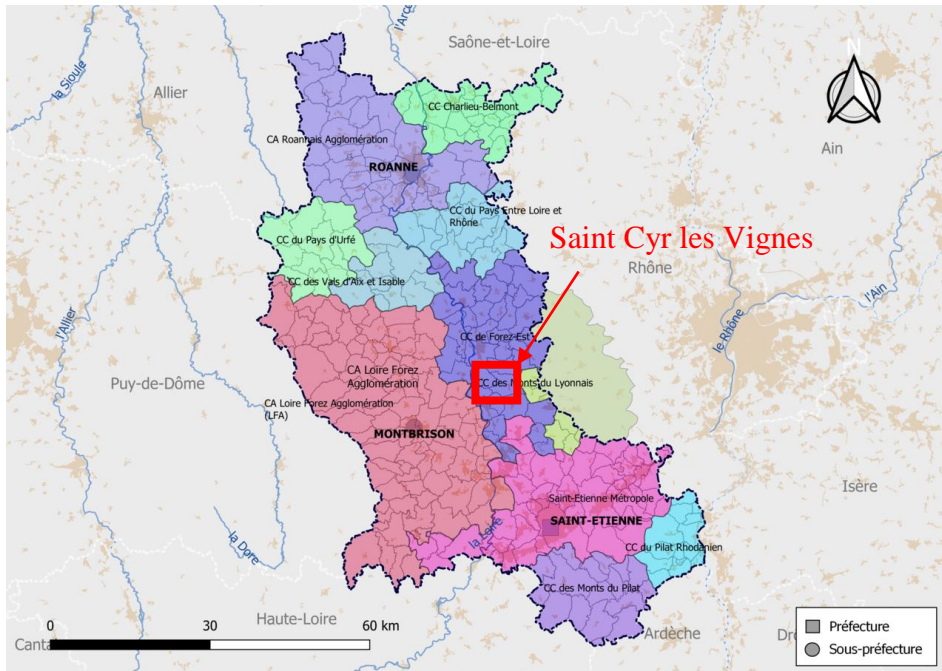 Saône-et-Loire
l'Arce
la Sioule
Allier
N
CC Charlieu-Belmont
Ain
CA Roannais Agglomération
ROANNE
CC du Pays Entre Loire et
Rhône
Saint Cyr les Vignes
CC du Pays d'Urfé
Rhône
CC des Vals d'Aix et Isable
l'Ain
l'Allier
le Rhône
CC de Forez-Est
CA Loire Forez
Agglomération
CC des Monts du Lyonnais
Puy-de-Dôme
CA Loire Forez Agglomération
(LFA)
MONTBRISON
Isère
Saint-Etienne Métropole
SAINT-ETIENNE
la Loire
la Dore
CC du Pilat Rhodanien
CC des Monts du Pilat
Haute-Loire
Ardèche
Canta
Dr
0 30 60 km
Préfecture
Sous-préfecture